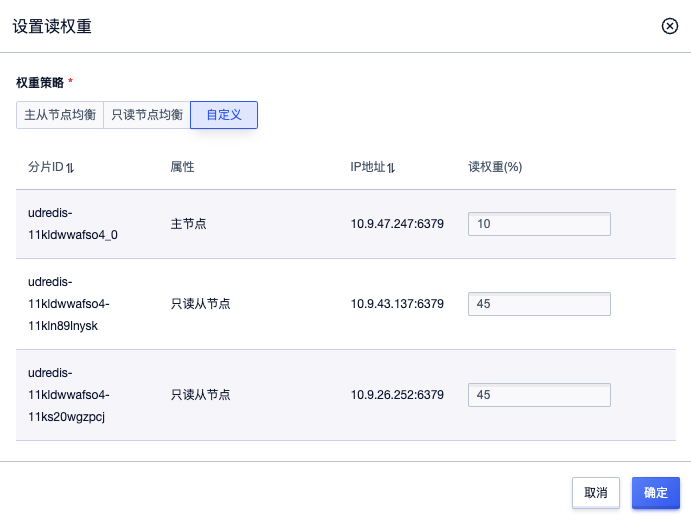 设置读权重
权重策略 *
主从节点均衡 只读节点均衡 自定义
分片ID 属性 IP地址 读权重(%)
udredis-
11kldwwafso4_0
主节点 10.9.47.247:6379 10
udredis-
11kldwwafso4-
11kln89lnysk
只读从节点 10.9.43.137:6379 45
udredis-
11kldwwafso4-
11ks20wgzpcj
只读从节点 10.9.26.252:6379 45
取消 确定